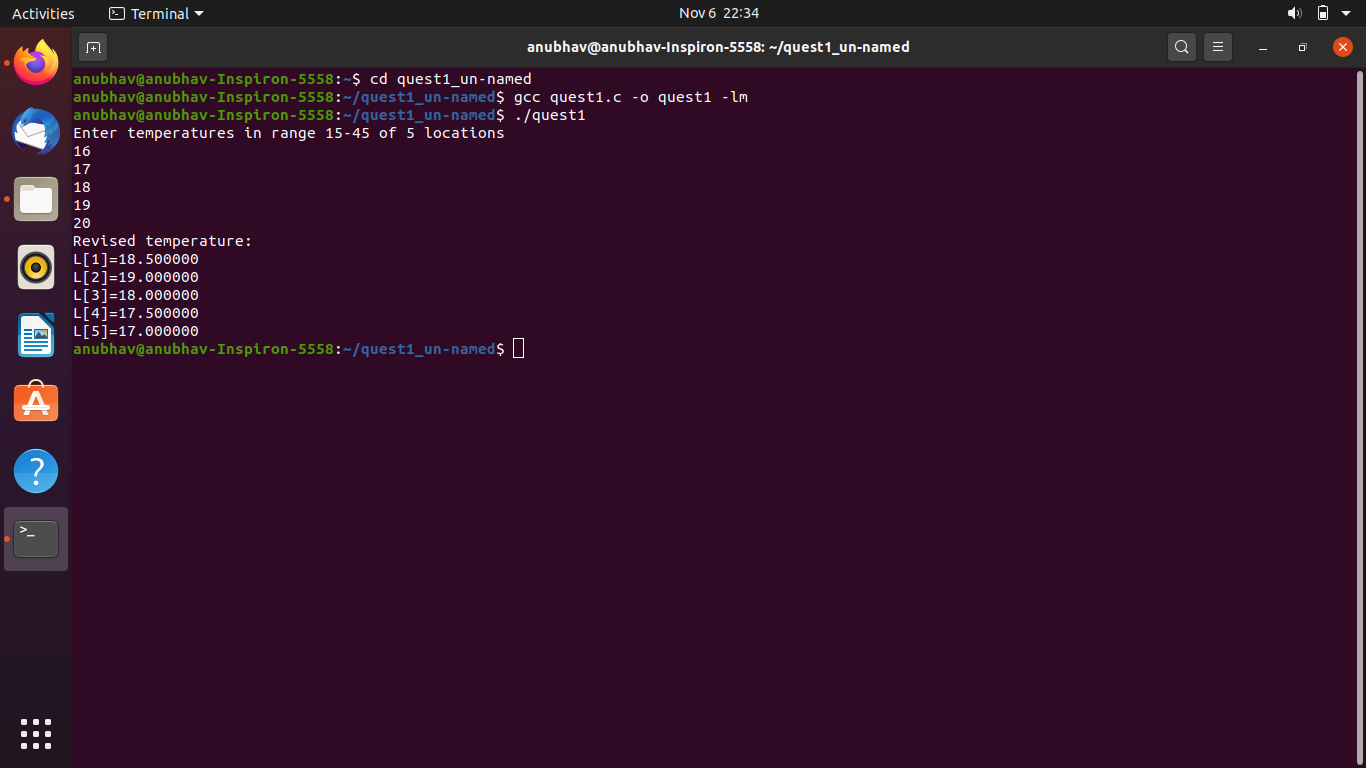 Activities Terminal Nov 6 22:34
anubhav@anubhav-Inspiron-5558: ~/quest1_un-named
anubhav@anubhav-Inspiron-5558:~$ cd quest1_un-named
anubhav@anubhav-Inspiron-5558:~/quest1_un-named$ gcc quest1.c -o quest1 -lm
anubhav@anubhav-Inspiron-5558:~/quest1_un-named$ ./quest1
Enter temperatures in range 15-45 of 5 locations
16
17
18
19
20
Revised temperature:
L[1]=18.500000
L[2]=19.000000
L[3]=18.000000
L[4]=17.500000
L[5]=17.000000
anubhav@anubhav-Inspiron-5558:~/quest1_un-named$